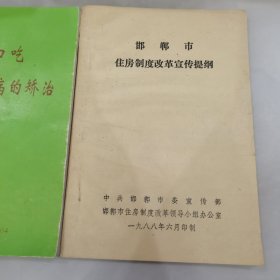 口吃
病的矫治
邯郸市
住房制度改革宣传提纲
中共邯郸市委宣传部
邯郸市住房制度改革领导小组办公室
一九八八年六月印制